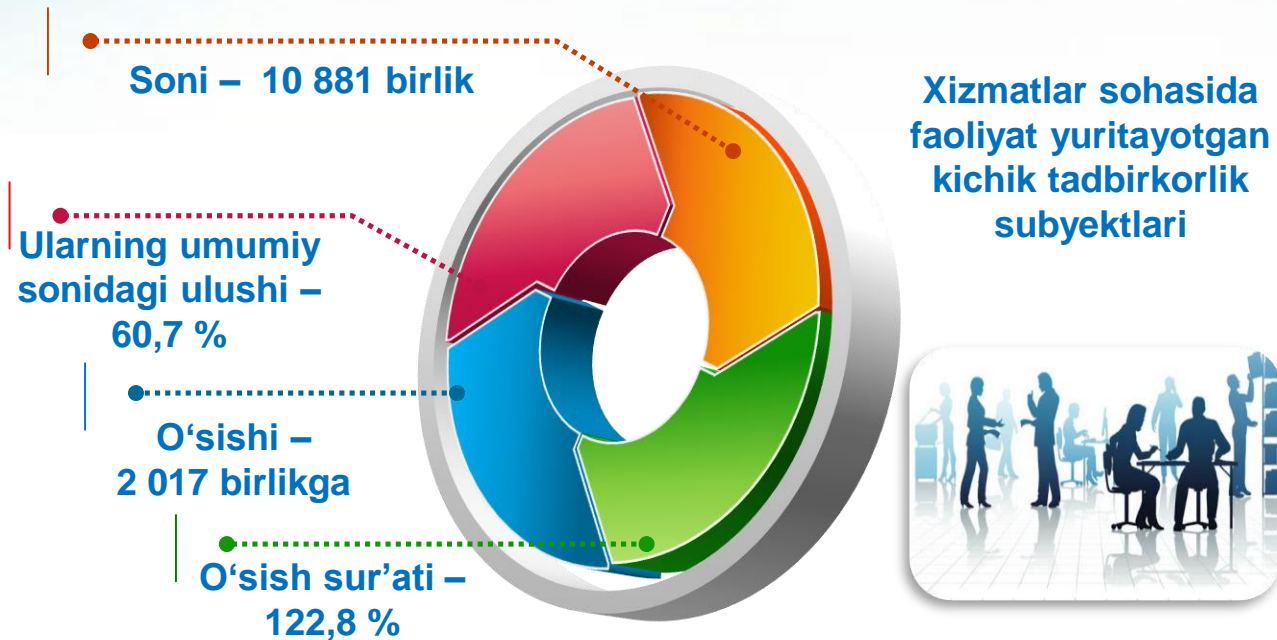 Soni – 10 881 birlik
Ularning umumiy
sonidagi ulushi –
60,7 %
O‘sishi –
2 017 birlikga
O‘sish sur’ati –
122,8 %
Xizmatlar sohasida
faoliyat yuritayotgan
kichik tadbirkorlik
subyektlari